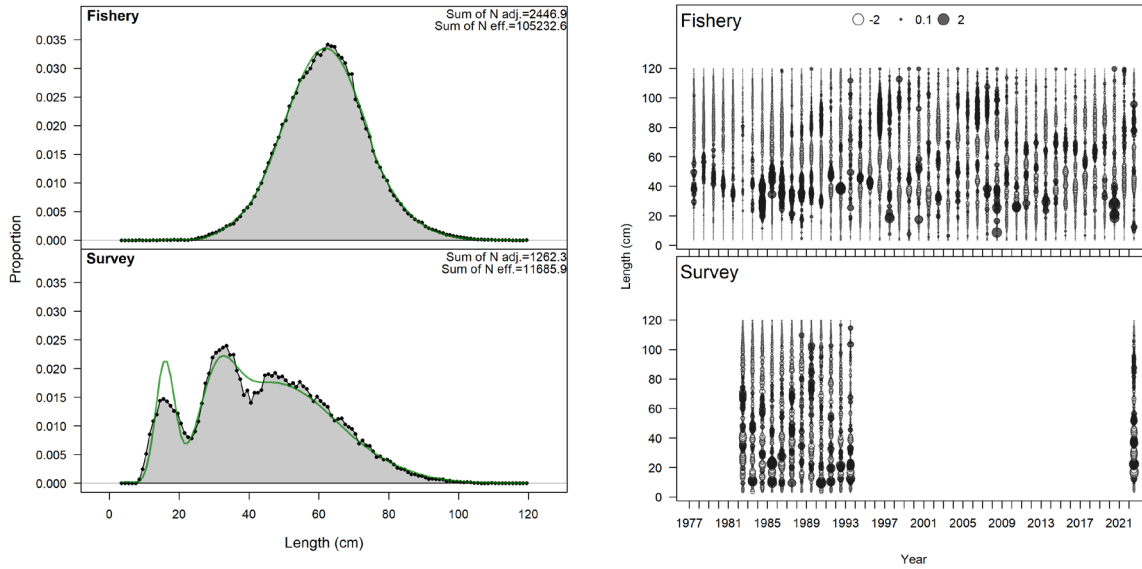 Fishery
Sum of N adj.=2446.9
Sum of N eff.=105232.6
0.035
0.030
0.025
0.020
0.015
0.010
0.005
0.000
Survey
Sum of N adj.=1262.3
Sum of N eff.=11685.9
0.035
0.030
0.025
0.020
0.015
0.010
0.005
0.000
Proportion
0 20 40 60 80 100 120
Length (cm)
-2 0.1 2
Fishery
120
100
80
60
40
20
0
Survey
120
100
80
60
40
20
0
Length (cm)
1977 1981 1985 1989 1993 1997 2001 2005 2009 2013 2017 2021
Year